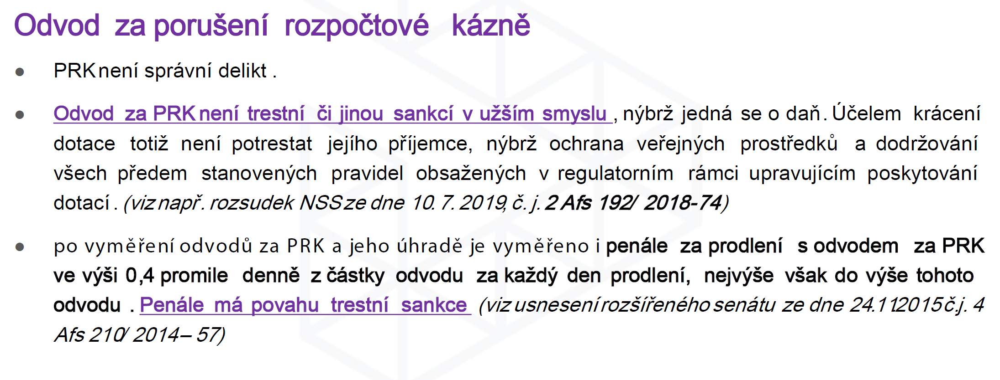 Odvod za porušení rozpočtové kázně
● PRK není správní delikt .
● Odvod za PRK není trestní či jinou sankcí v užším smyslu , nýbrž jedná se o daň. Účelem krácení
dotace totiž není potrestat jejího příjemce, nýbrž ochrana veřejných prostředků a dodržování
všech předem stanovených pravidel obsažených v regulatorním rámci upravujícím poskytování
dotací . (viz např. rozsudek NSS ze dne 10. 7. 2019, č. j. 2 Afs 192/ 2018-74)
● po vyměření odvodů za PRK a jeho úhradě je vyměřeno i penále za prodlení s odvodem za PRK
ve výši 0,4 promile denně z částky odvodu za každý den prodlení, nejvýše však do výše tohoto
odvodu . Penále má povahu trestní sankce (viz usnesení rozšířeného senátu ze dne 24.11.2015 č.j. 4
Afs 210/ 2014– 57)